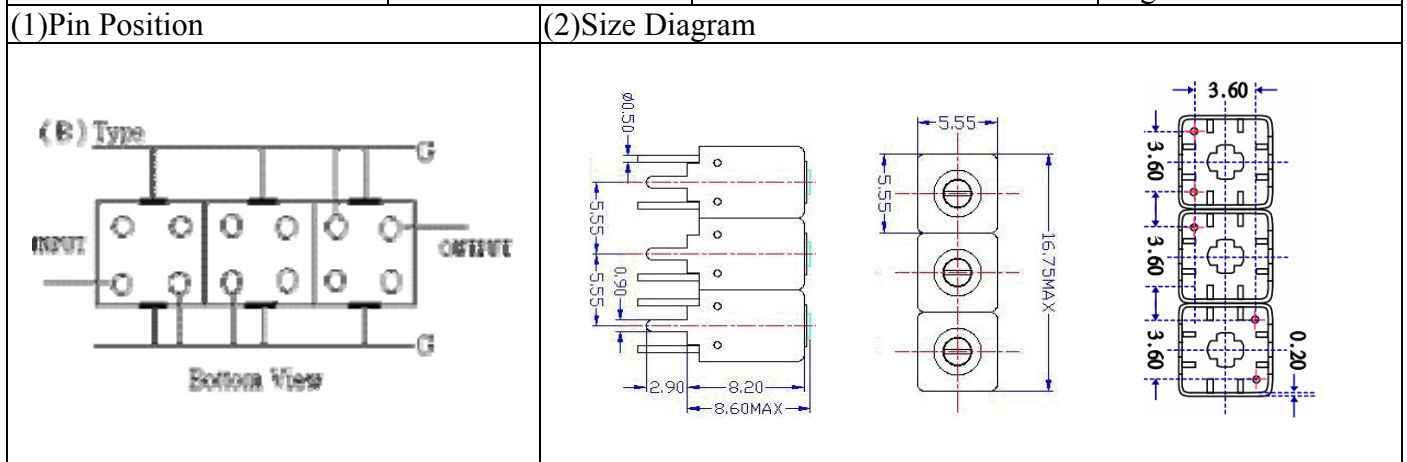 (1)Pin Position
(2)Size Diagram
(B) Type
G
INPUT
OUTPUT
G
Bottom View
ø0.50
5.55
5.55
0.90
2.90
8.20
8.60MAX
5.55
5.55
16.75MAX
3.60
3.60
3.60
3.60
0.20